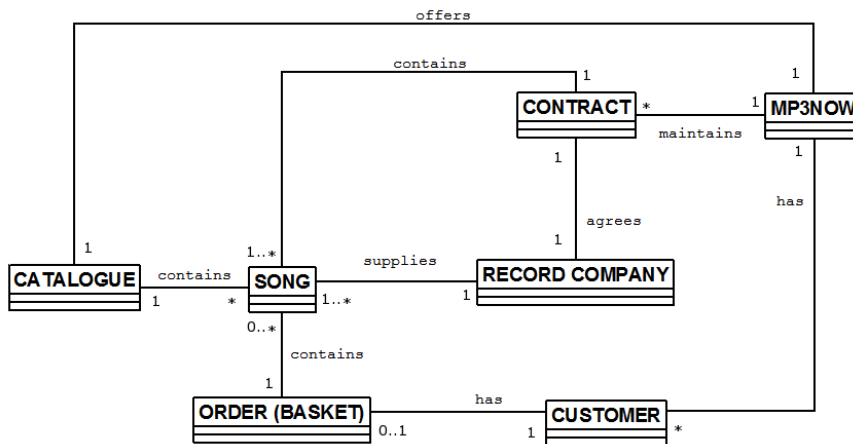 offers
contains
1
1
CONTRACT
*
1
MP3NOW
maintains
1
1
has
agrees
1
1..*
supplies
1
CATALOGUE
contains
SONG
RECORD COMPANY
1
*
1..*
1
0..*
contains
1
has
ORDER (BASKET)
CUSTOMER
0..1
1
*